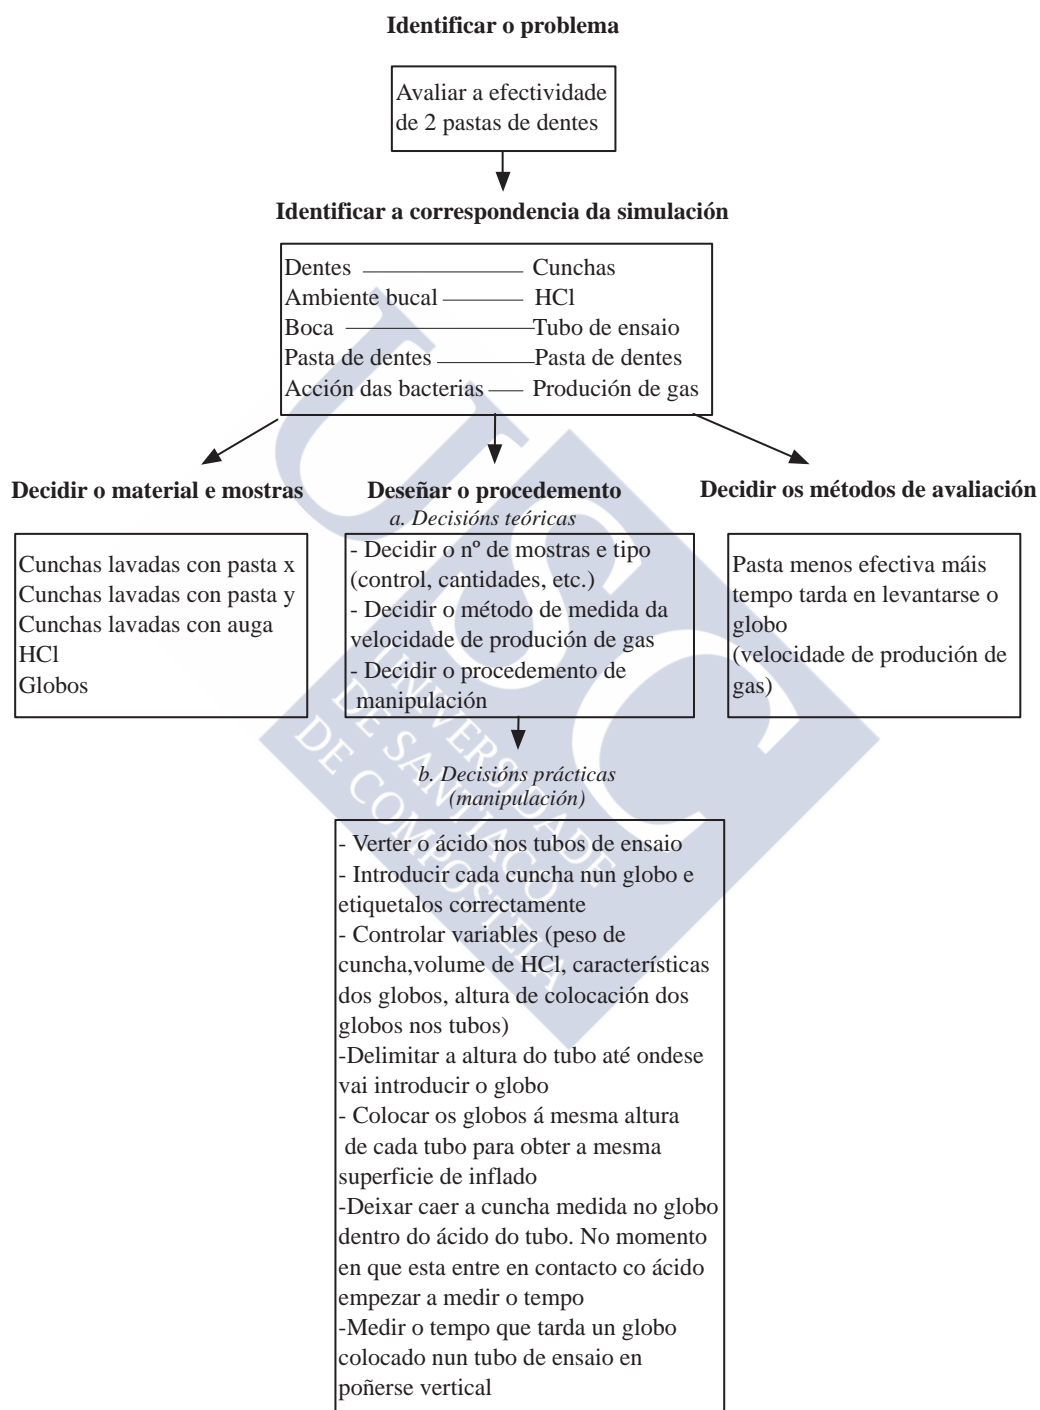 Identificar o problema
Avaliar a efectividade
de 2 pastas de dentes
Identificar a correspondencia da simulación
Dentes Cunchas
Ambiente bucal HCl
Boca Tubo de ensaio
Pasta de dentes Pasta de dentes
Acción das bacterias Produción de gas
Decidir o material e mostras
Cunchas lavadas con pasta x
Cunchas lavadas con pasta y
Cunchas lavadas con auga
HCl
Globos
Deseñar o procedemento
a. Decisións teóricas
- Decidir o nº de mostras e tipo
(control, cantidades, etc.)
- Decidir o método de medida da
velocidade de produción de gas
- Decidir o procedemento de
manipulación
Decidir os métodos de avaliación
Pasta menos efectiva máis
tempo tarda en levantarse o
globo
(velocidade de produción de
gas)
b. Decisións prácticas
(manipulación)
- Verter o ácido nos tubos de ensaio
- Introducir cada cuncha nun globo e
etiquetalos correctamente
- Controlar variables (peso de
cuncha,volume de HCl, características
dos globos, altura de colocación dos
globos nos tubos)
-Delimitar a altura do tubo até ondese
vai introducir o globo
- Colocar os globos á mesma altura
de cada tubo para obter a mesma
superficie de inflado
-Deixar caer a cuncha medida no globo
dentro do ácido do tubo. No momento
en que esta entre en contacto co ácido
empezar a medir o tempo
-Medir o tempo que tarda un globo
colocado nun tubo de ensaio en
poñerse vertical
USC
UNIVERSIDADE
DE SANTIAGO
DE COMPOSTELA